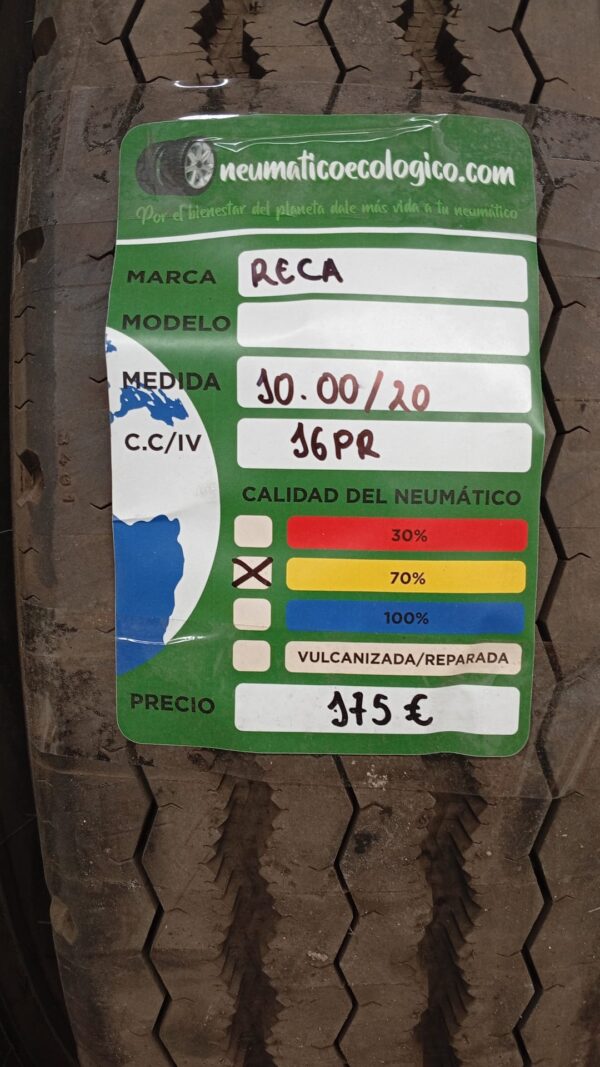 neumaticoecologico.com
Por el bienestar del planeta dale más vida a tu neumático
MARCA RECA
MODELO
MEDIDA 10.00/20
C.C/IV 16PR
CALIDAD DEL NEUMÁTICO
30%
X 70%
100%
VULCANIZADA/REPARADA
PRECIO 175 €